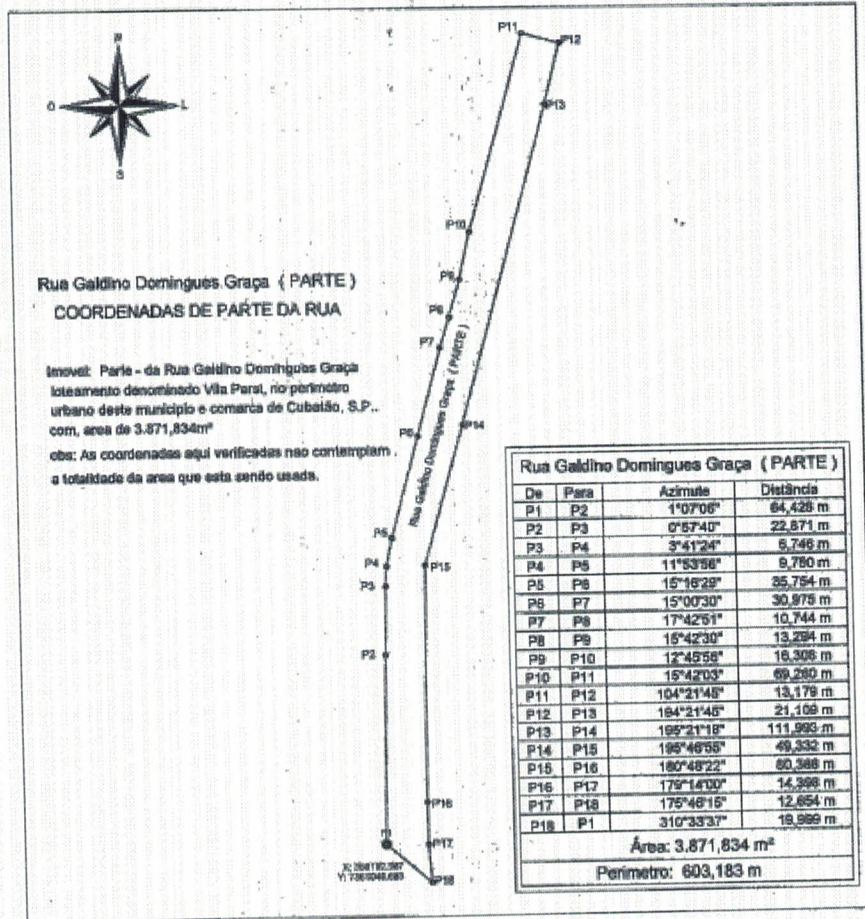 N
O
L
S
P11
P12
P13
P10
P9
P8
P7
P14
P6
P5
P4
P15
P3
P2
P16
P1
P17
P18
Rua Galdino Domingues Graça ( PARTE )
Rua Galdino Domingues Graça ( PARTE )
COORDENADAS DE PARTE DA RUA
Imovel: Parte - da Rua Galdino Domingues Graça
loteamento denominado Vila Parsi, no perimetro
urbano deste municipio e comarca de Cubatão, S.P..
com, area de 3.871,834m²
obs: As coordenadas aqui verificadas nao contemplam
a totalidade da area que esta sendo usada.
Rua Galdino Domingues Graça ( PARTE )
De Para Azimute Distância
P1 P2 1°07'06" 64,428 m
P2 P3 0°57'40" 22,871 m
P3 P4 3°41'24" 6,746 m
P4 P5 11°53'56" 9,780 m
P5 P6 15°16'29" 35,754 m
P6 P7 15°00'30" 30,975 m
P7 P8 17°42'51" 10,744 m
P8 P9 15°42'30" 13,294 m
P9 P10 12°45'56" 16,306 m
P10 P11 15°42'03" 69,260 m
P11 P12 104°21'45" 13,179 m
P12 P13 194°21'45" 21,109 m
P13 P14 195°21'18" 111,993 m
P14 P15 195°46'55" 49,332 m
P15 P16 180°48'22" 80,388 m
P16 P17 179°14'00" 14,398 m
P17 P18 175°46'15" 12,654 m
P18 P1 310°33'37" 19,999 m
Área: 3.871,834 m²
Perimetro: 603,183 m